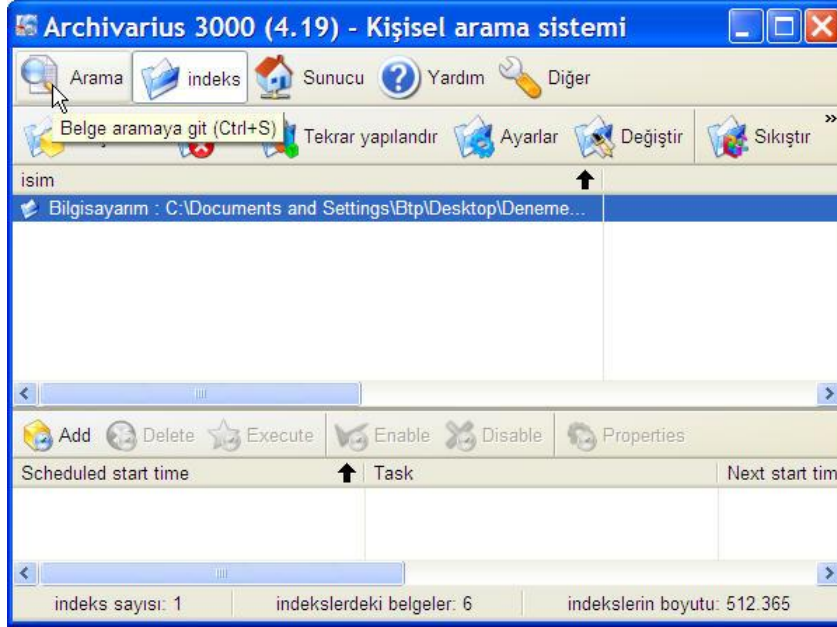 Archivarius 3000 (4.19) - Kişisel arama sistemi
Arama indeks Sunucu Yardım Diğer
Belge aramaya git (Ctrl+S) Tekrar yapılandır Ayarlar Değiştir Sıkıştır »
isim
Bilgisayarım : C:\Documents and Settings\Btp\Desktop\Deneme...
Add Delete Execute Enable Disable Properties
Scheduled start time Task Next start tim
indeks sayısı: 1 indekslerdeki belgeler: 6 indekslerin boyutu: 512.365